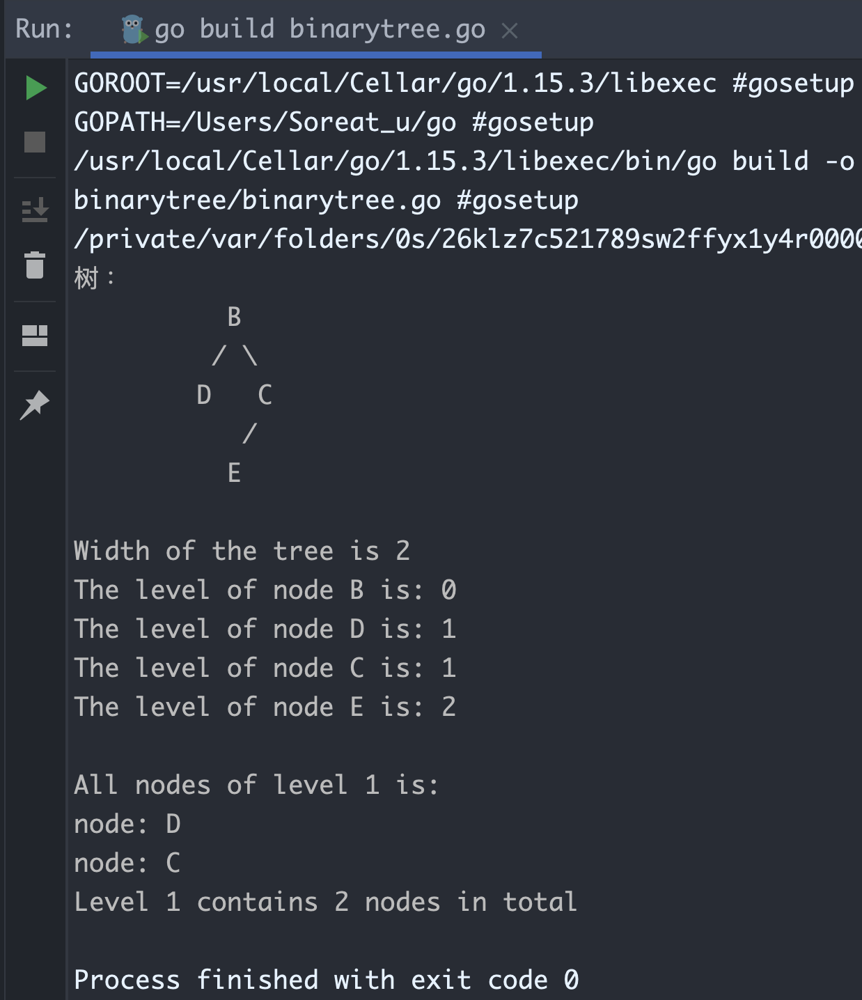 Run: go build binarytree.go
GOROOT=/usr/local/Cellar/go/1.15.3/libexec #gosetup
GOPATH=/Users/Soreat_u/go #gosetup
/usr/local/Cellar/go/1.15.3/libexec/bin/go build -o
binarytree/binarytree.go #gosetup
/private/var/folders/0s/26klz7c521789sw2ffyx1y4r0000
树：
B
/ \
D C
/
E
Width of the tree is 2
The level of node B is: 0
The level of node D is: 1
The level of node C is: 1
The level of node E is: 2
All nodes of level 1 is:
node: D
node: C
Level 1 contains 2 nodes in total
Process finished with exit code 0